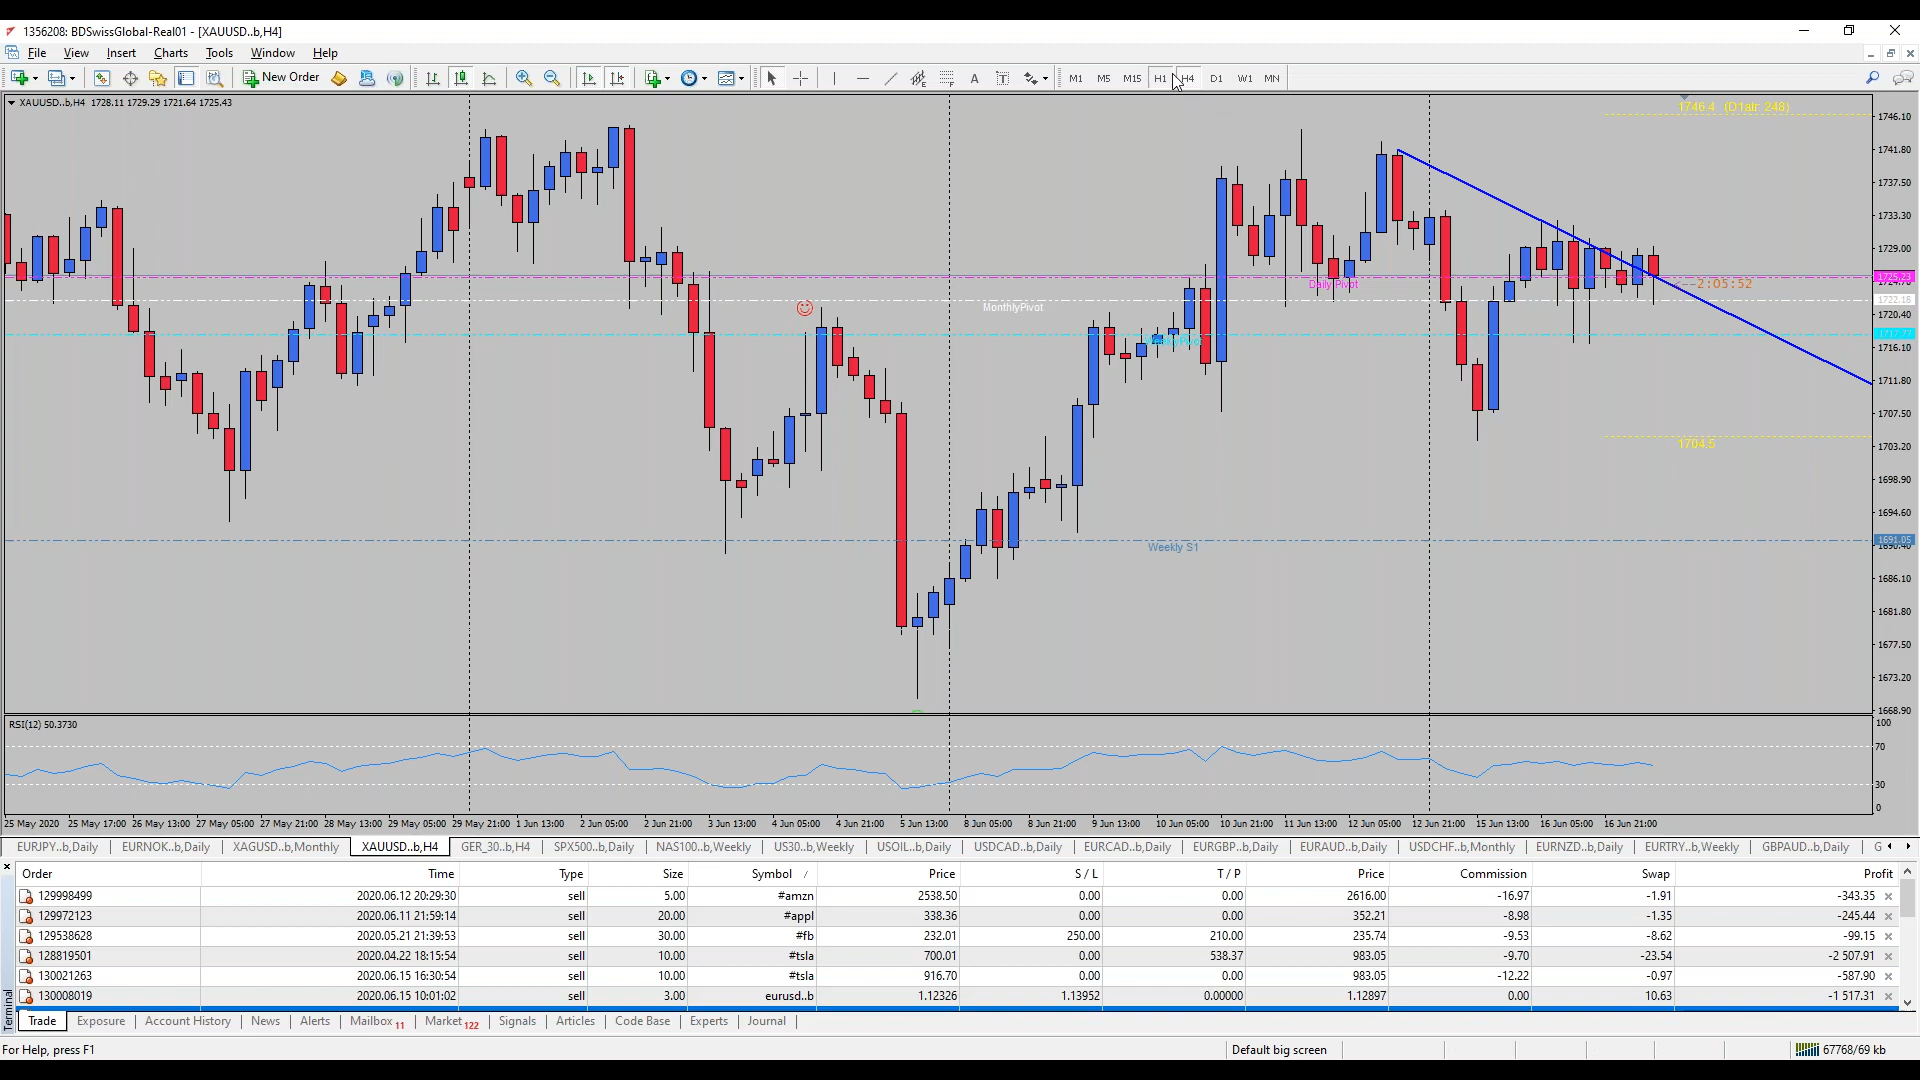 1356208: BDSwissGlobal-Real01 - [XAUUSD..b,H4]
File View Insert Charts Tools Window Help
New Order M1 M5 M15 H1 H4 D1 W1 MN
XAUUSD..b,H4 1728.11 1729.29 1721.64 1725.43
1746.4 (D1atr: 248)
1746.10
1741.80
1737.50
1733.30
1729.00
1725.23
Daily Pivot
<--2:05:52
1722.18
MonthlyPivot
1720.40
1717.77
1716.10
1711.80
1707.50
1704.5
1703.20
1698.90
1694.60
1691.05
Weekly S1
1690.40
1686.10
1681.80
1677.50
1673.20
1668.90
RSI(12) 50.3730
100
70
30
0
25 May 2020 25 May 17:00 26 May 13:00 27 May 05:00 27 May 21:00 28 May 13:00 29 May 05:00 29 May 21:00 1 Jun 13:00 2 Jun 05:00 2 Jun 21:00 3 Jun 13:00 4 Jun 05:00 4 Jun 21:00 5 Jun 13:00 8 Jun 05:00 8 Jun 21:00 9 Jun 13:00 10 Jun 05:00 10 Jun 21:00 11 Jun 13:00 12 Jun 05:00 12 Jun 21:00 15 Jun 13:00 16 Jun 05:00 16 Jun 21:00
EURJPY..b,Daily EURNOK..b,Daily XAGUSD..b,Monthly XAUUSD..b,H4 GER_30..b,H4 SPX500..b,Daily NAS100..b,Weekly US30..b,Weekly USOIL..b,Daily USDCAD..b,Daily EURCAD..b,Daily EURGBP..b,Daily EURAUD..b,Daily USDCHF..b,Monthly EURNZD..b,Daily EURTRY..b,Weekly GBPAUD..b,Daily G
Order Time Type Size Symbol / Price S / L T / P Price Commission Swap Profit
129998499 2020.06.12 20:29:30 sell 5.00 #amzn 2538.50 0.00 0.00 2616.00 -16.97 -1.91 -343.35
129972123 2020.06.11 21:59:14 sell 20.00 #appl 338.36 0.00 0.00 352.21 -8.98 -1.35 -245.44
129538628 2020.05.21 21:39:53 sell 30.00 #fb 232.01 250.00 210.00 235.74 -9.53 -8.62 -99.15
128819501 2020.04.22 18:15:54 sell 10.00 #tsla 700.01 0.00 538.37 983.05 -9.70 -23.54 -2 507.91
130021263 2020.06.15 16:30:54 sell 10.00 #tsla 916.70 0.00 0.00 983.05 -12.22 -0.97 -587.90
130008019 2020.06.15 10:01:02 sell 3.00 eurusd..b 1.12326 1.13952 0.00000 1.12897 0.00 10.63 -1 517.31
Terminal
Trade Exposure Account History News Alerts Mailbox 11 Market 122 Signals Articles Code Base Experts Journal
For Help, press F1 Default big screen 67768/69 kb